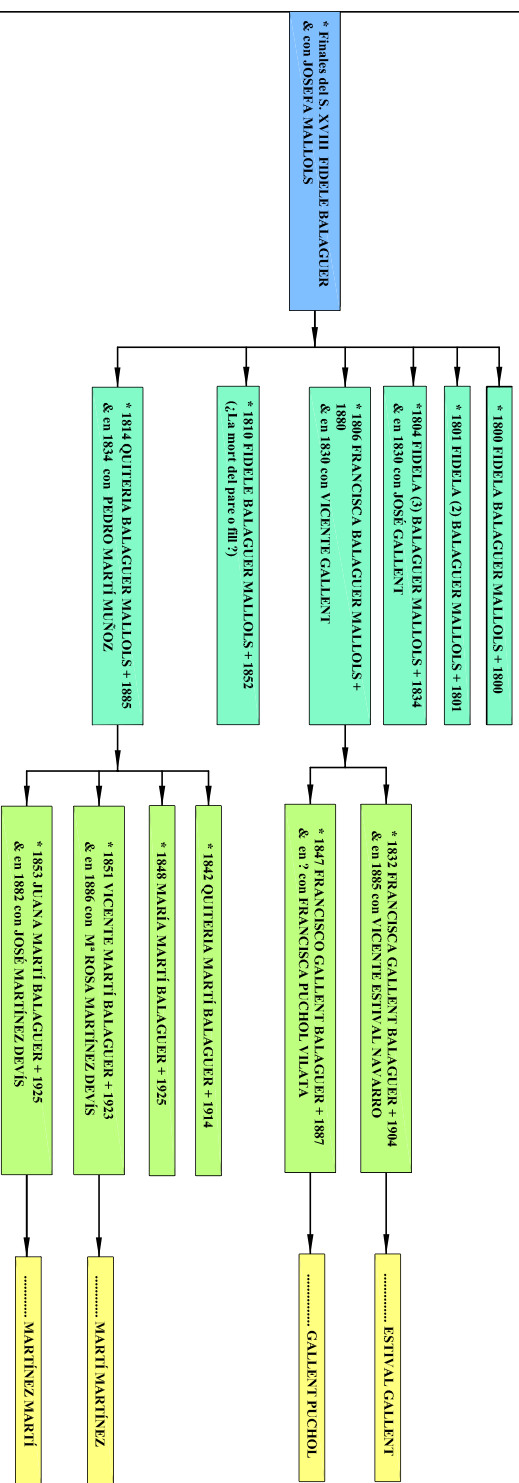 * Finales del S. XVIII FIDELE BALAGUER
& con JOSEFA MALLOLS
* 1800 FIDELA BALAGUER MALLOLS + 1800
* 1801 FIDELA (2) BALAGUER MALLOLS + 1801
*1804 FIDELA (3) BALAGUER MALLOLS + 1834
& en 1830 con JOSÉ GALLENT
* 1806 FRANCISCA BALAGUER MALLOLS +
1880
& en 1830 con VICENTE GALLENT
* 1810 FIDELE BALAGUER MALLOLS + 1852
(¿La mort del pare o fill ?)
* 1814 QUITERIA BALAGUER MALLOLS + 1885
& en 1834 con PEDRO MARTÍ MUÑOZ
* 1832 FRANCISCA GALLENT BALAGUER + 1904
& en 1885 con VICENTE ESTIVAL NAVARRO
* 1847 FRANCISCO GALLENT BALAGUER + 1887
& en ? con FRANCISCA PUCHOL VILATA
* 1842 QUITERIA MARTÍ BALAGUER + 1914
* 1848 MARÍA MARTÍ BALAGUER + 1925
* 1851 VICENTE MARTÍ BALAGUER + 1923
& en 1886 con Mª ROSA MARTÍNEZ DEVÍS
* 1853 JUANA MARTÍ BALAGUER + 1925
& en 1882 con JOSÉ MARTÍNEZ DEVÍS
.............. ESTIVAL GALLENT
.............. GALLENT PUCHOL
............ MARTÍ MARTÍNEZ
............ MARTÍNEZ MARTÍ